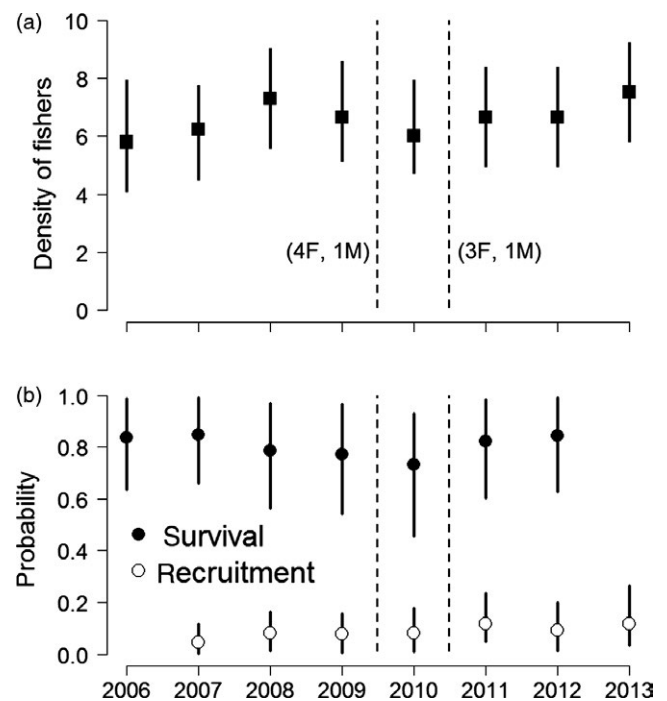 (a)
Density of fishers
10
8
6
4
2
0
(4F, 1M)
(3F, 1M)
(b)
Probability
1.0
0.8
0.6
0.4
0.2
0.0
Survival
Recruitment
2006 2007 2008 2009 2010 2011 2012 2013